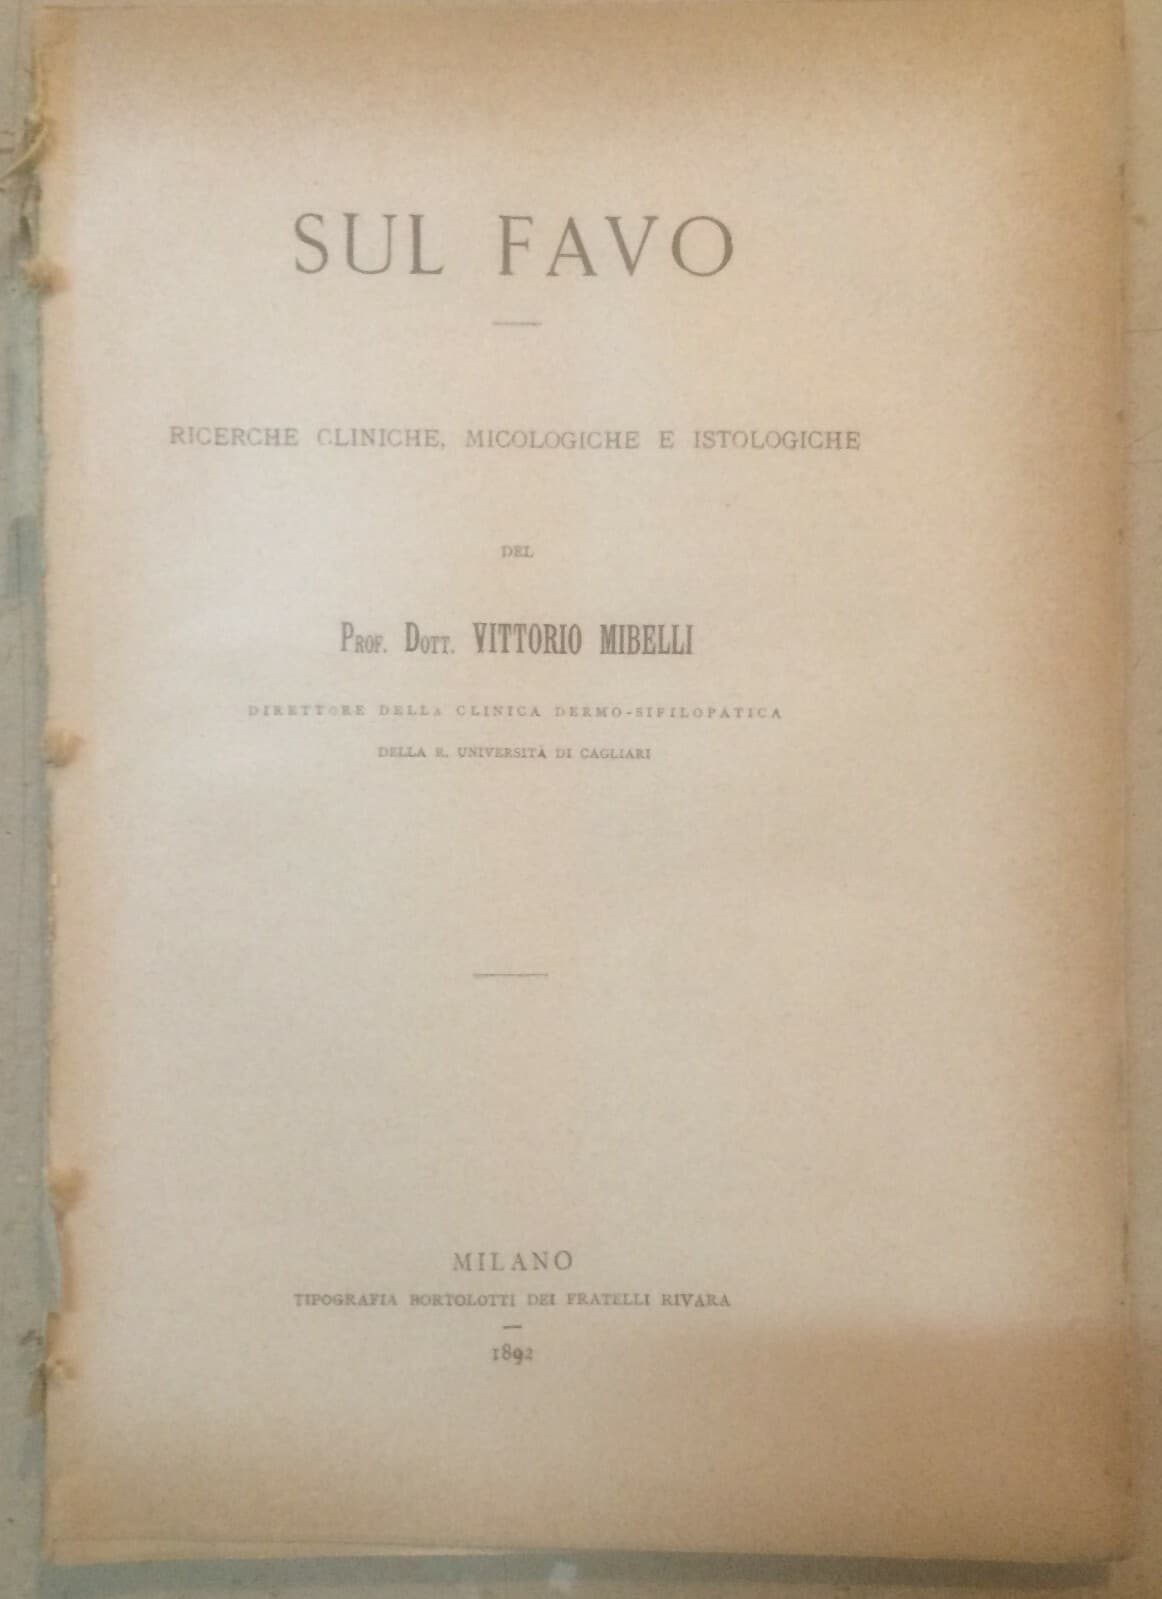 SUL FAVO
RICERCHE CLINICHE, MICOLOGICHE E ISTOLOGICHE
DEL
PROF. DOTT. VITTORIO MIBELLI
DIRETTORE DELLA CLINICA DERMO-SIFILOPATICA
DELLA R. UNIVERSITÀ DI CAGLIARI
MILANO
TIPOGRAFIA BORTOLOTTI DEI FRATELLI RIVARA
1892